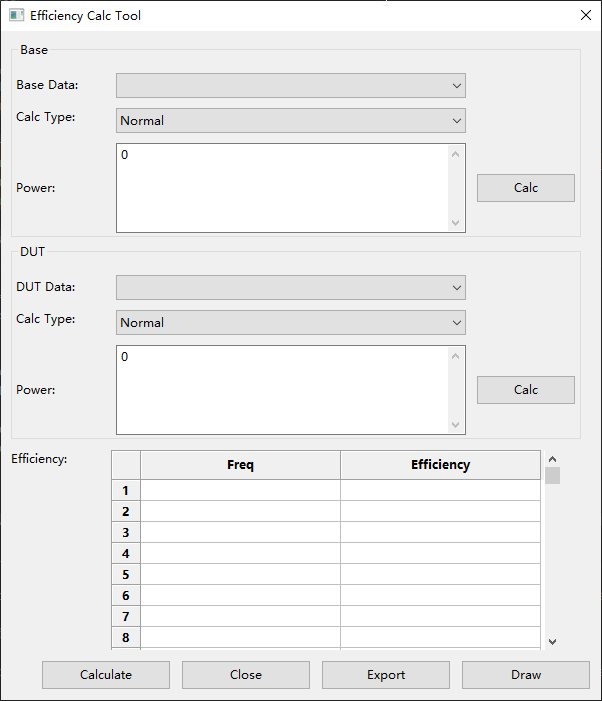 Efficiency Calc Tool
Base
Base Data:
Calc Type: Normal
Power: 0 Calc
DUT
DUT Data:
Calc Type: Normal
Power: 0 Calc
Efficiency:
Freq Efficiency
1
2
3
4
5
6
7
8
Calculate Close Export Draw